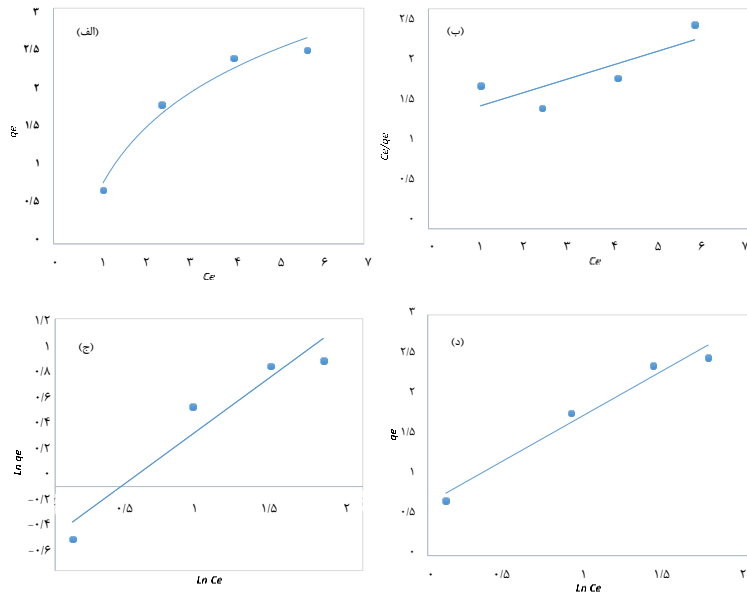 (الف)
۳
۲/۵
۲
۱/۵
۱
۰/۵
۰
qe
۰ ۱ ۲ ۳ ۴ ۵ ۶ ۷
Ce
(ب)
۲/۵
۲
۱/۵
۱
۰/۵
۰
Ce/qe
۰ ۱ ۲ ۳ ۴ ۵ ۶ ۷
Ce
(ج)
۱/۲
۱
۰/۸
۰/۶
۰/۴
۰/۲
۰
-۰/۲
-۰/۴
-۰/۶
Ln qe
۰/۵ ۱ ۱/۵ ۲
Ln Ce
(د)
۳
۲/۵
۲
۱/۵
۱
۰/۵
۰
qe
۰ ۰/۵ ۱ ۱/۵ ۲
Ln Ce